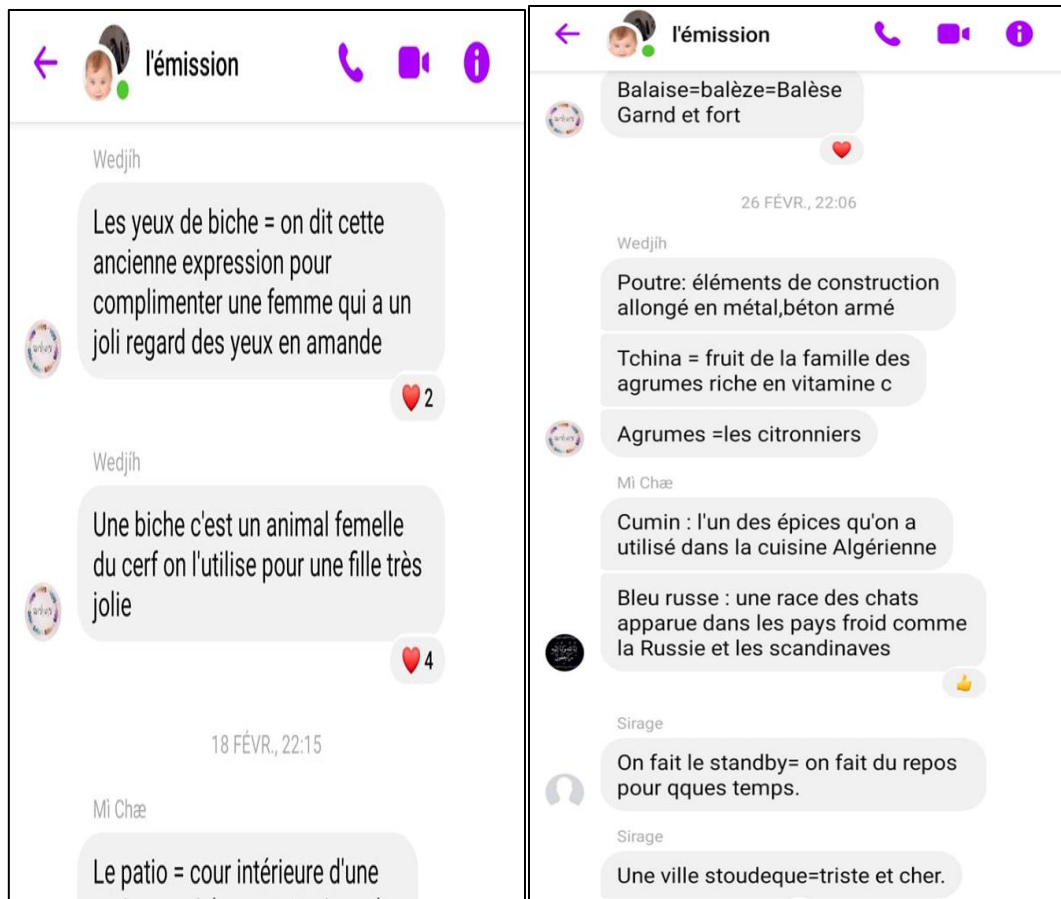 l'émission
Wedjíh
Les yeux de biche = on dit cette
ancienne expression pour
complimenter une femme qui a un
joli regard des yeux en amande
2
Wedjíh
Une biche c'est un animal femelle
du cerf on l'utilise pour une fille très
jolie
4
18 FÉVR., 22:15
Mì Chæ
Le patio = cour intérieure d'une
l'émission
Balaise=balèze=Balèse
Garnd et fort
26 FÉVR., 22:06
Wedjíh
Poutre: éléments de construction
allongé en métal,béton armé
Tchina = fruit de la famille des
agrumes riche en vitamine c
Agrumes =les citronniers
Mì Chæ
Cumin : l'un des épices qu'on a
utilisé dans la cuisine Algérienne
Bleu russe : une race des chats
apparue dans les pays froid comme
la Russie et les scandinaves
Sirage
On fait le standby= on fait du repos
pour qques temps.
Sirage
Une ville stoudeque=triste et cher.